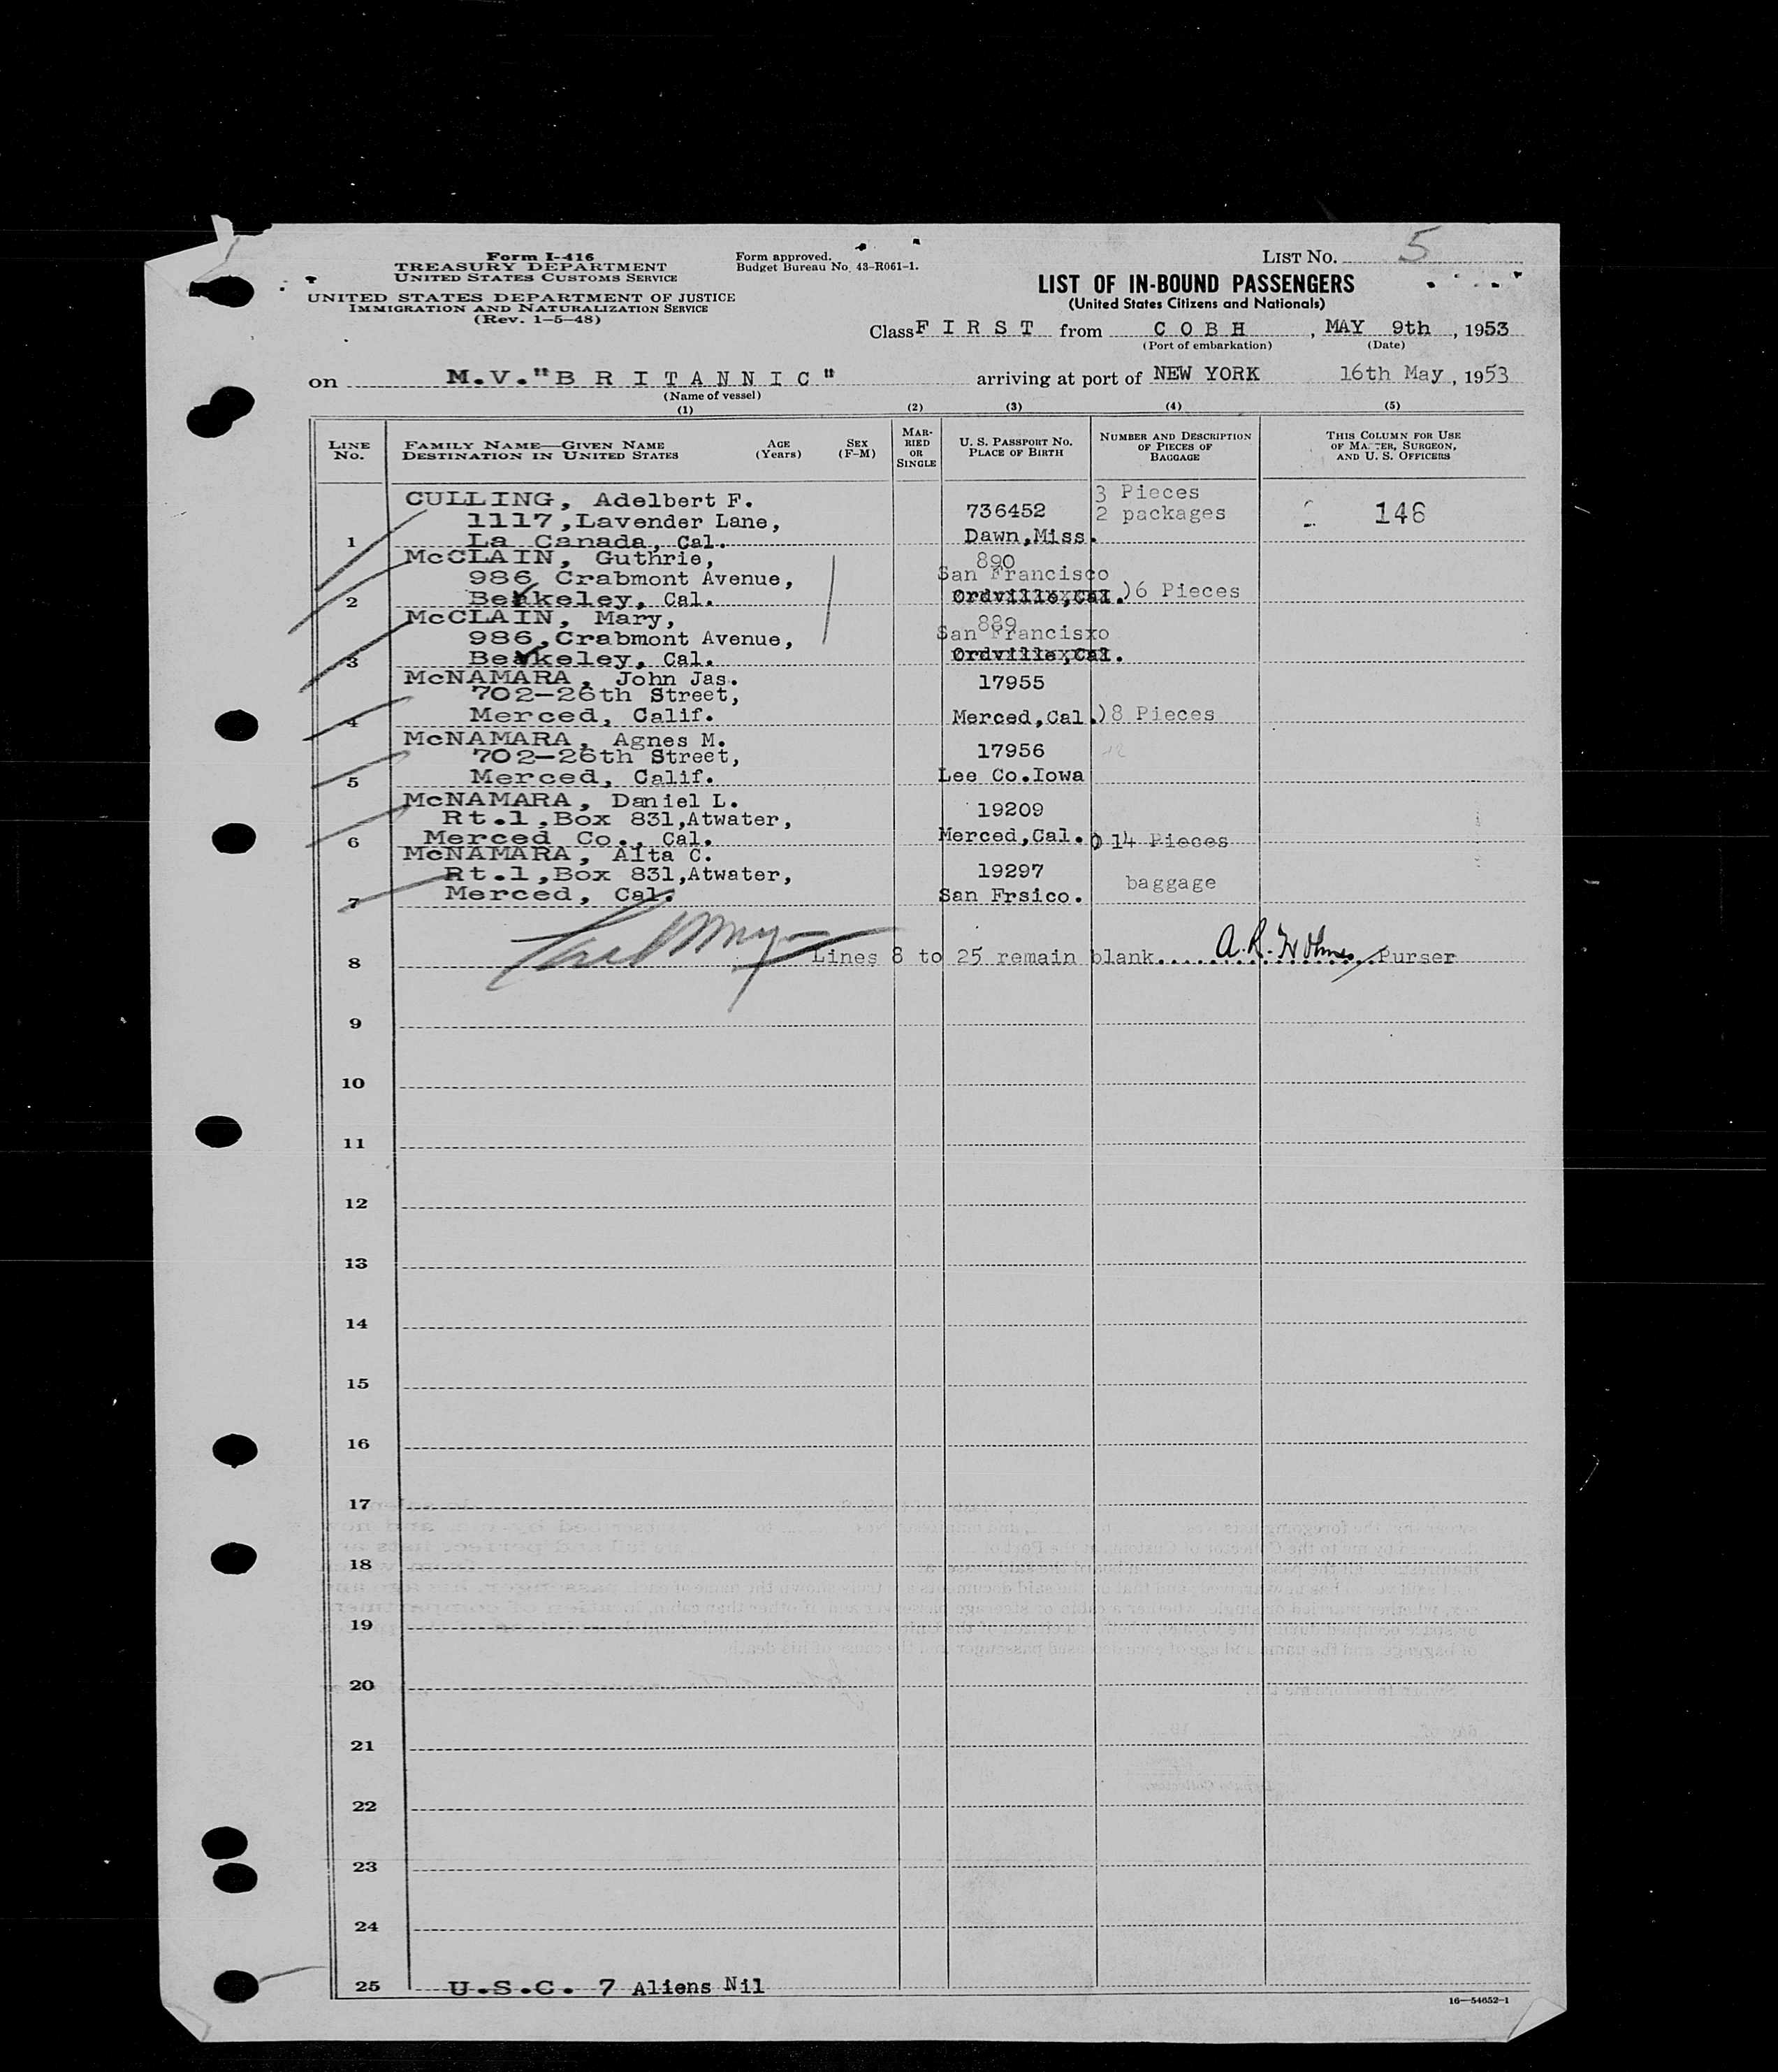 Form I-416
TREASURY DEPARTMENT
UNITED STATES CUSTOMS SERVICE
UNITED STATES DEPARTMENT OF JUSTICE
IMMIGRATION AND NATURALIZATION SERVICE
(Rev. 1-5-48)
Form approved.
Budget Bureau No. 43-R061-1.
LIST NO. 5
LIST OF IN-BOUND PASSENGERS
(United States Citizens and Nationals)
Class F I R S T from C O B H , MAY 9th , 1953
(Port of embarkation) (Date)
on M.V."B R I T A N N I C" arriving at port of NEW YORK 16th May , 1953
(Name of vessel)
(1) (2) (3) (4) (5)
LINE NO.
FAMILY NAME—GIVEN NAME
DESTINATION IN UNITED STATES
AGE (Years)
SEX (F-M)
MARRIED OR SINGLE
U. S. PASSPORT NO.
PLACE OF BIRTH
NUMBER AND DESCRIPTION OF PIECES OF BAGGAGE
THIS COLUMN FOR USE OF MASTER, SURGEON, AND U. S. OFFICERS
CULLING, Adelbert F. 3 Pieces
1117,Lavender Lane, 736452 2 packages 146
1 La Canada, Cal. Dawn,Miss.
McCLAIN, Guthrie, 890
986, Crabmont Avenue, San Francisco
2 Berkeley, Cal. Ordville,Cal. )6 Pieces
McCLAIN, Mary, 889
986,Crabmont Avenue, San Francisxo
3 Berkeley, Cal. Ordville,Cal.
McNAMARA, John Jas. 17955
702-26th Street,
4 Merced, Calif. Merced,Cal. )8 Pieces
McNAMARA, Agnes M. 17956
702-26th Street,
5 Merced, Calif. Lee Co.Iowa
McNAMARA, Daniel L. 19209
Rt.1,Box 831,Atwater,
6 Merced Co., Cal. Merced,Cal. ) 14 Pieces
McNAMARA, Alta C.
Rt.1,Box 831,Atwater, 19297 baggage
7 Merced, Cal. San Frsico.
8 Lines 8 to 25 remain blank..... Purser
9
10
11
12
13
14
15
16
17
18
19
20
21
22
23
24
25 U.S.C. 7 Aliens Nil
16—54652-1